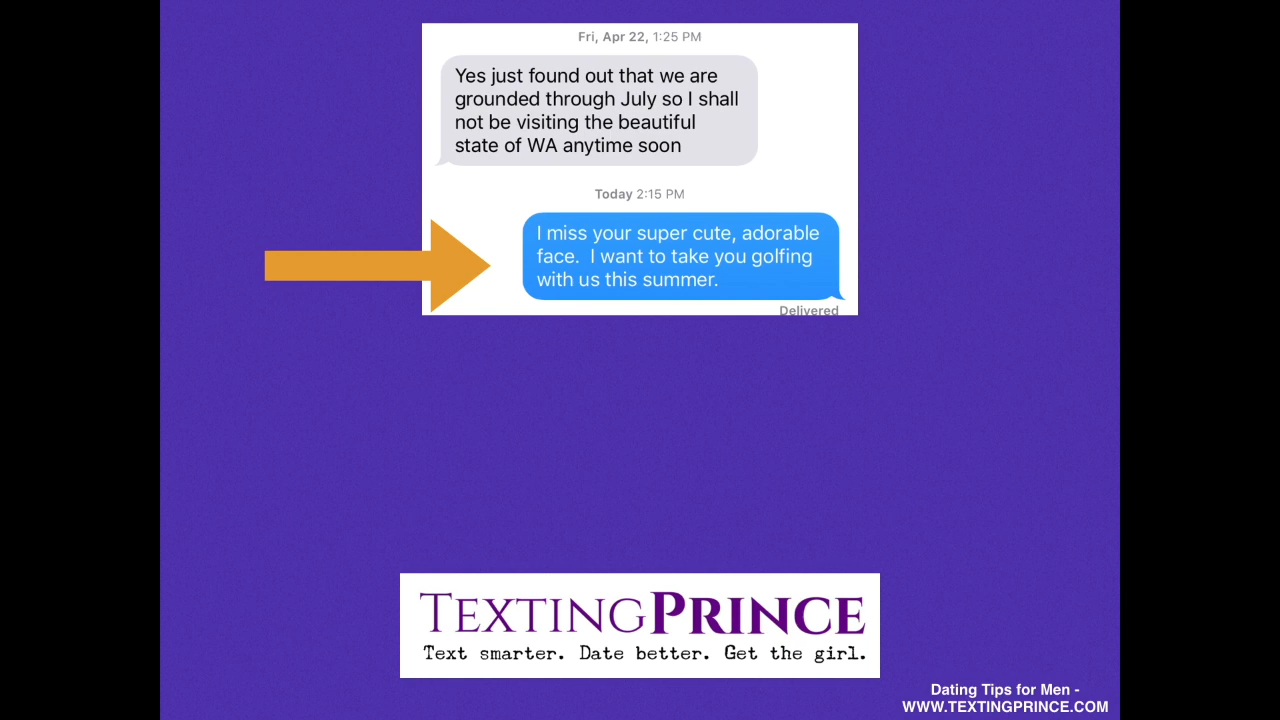 Fri, Apr 22, 1:25 PM
Yes just found out that we are
grounded through July so I shall
not be visiting the beautiful
state of WA anytime soon
Today 2:15 PM
I miss your super cute, adorable
face.  I want to take you golfing
with us this summer.
Delivered
TEXTINGPRINCE
Text smarter. Date better. Get the girl.
Dating Tips for Men -
WWW.TEXTINGPRINCE.COM